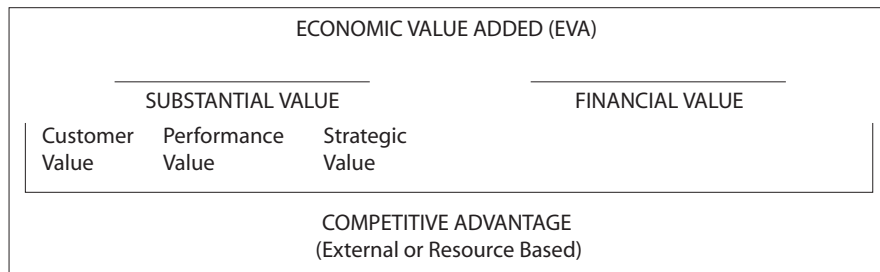 ECONOMIC VALUE ADDED (EVA)
SUBSTANTIAL VALUE FINANCIAL VALUE
Customer Performance Strategic
Value Value Value
COMPETITIVE ADVANTAGE
(External or Resource Based)